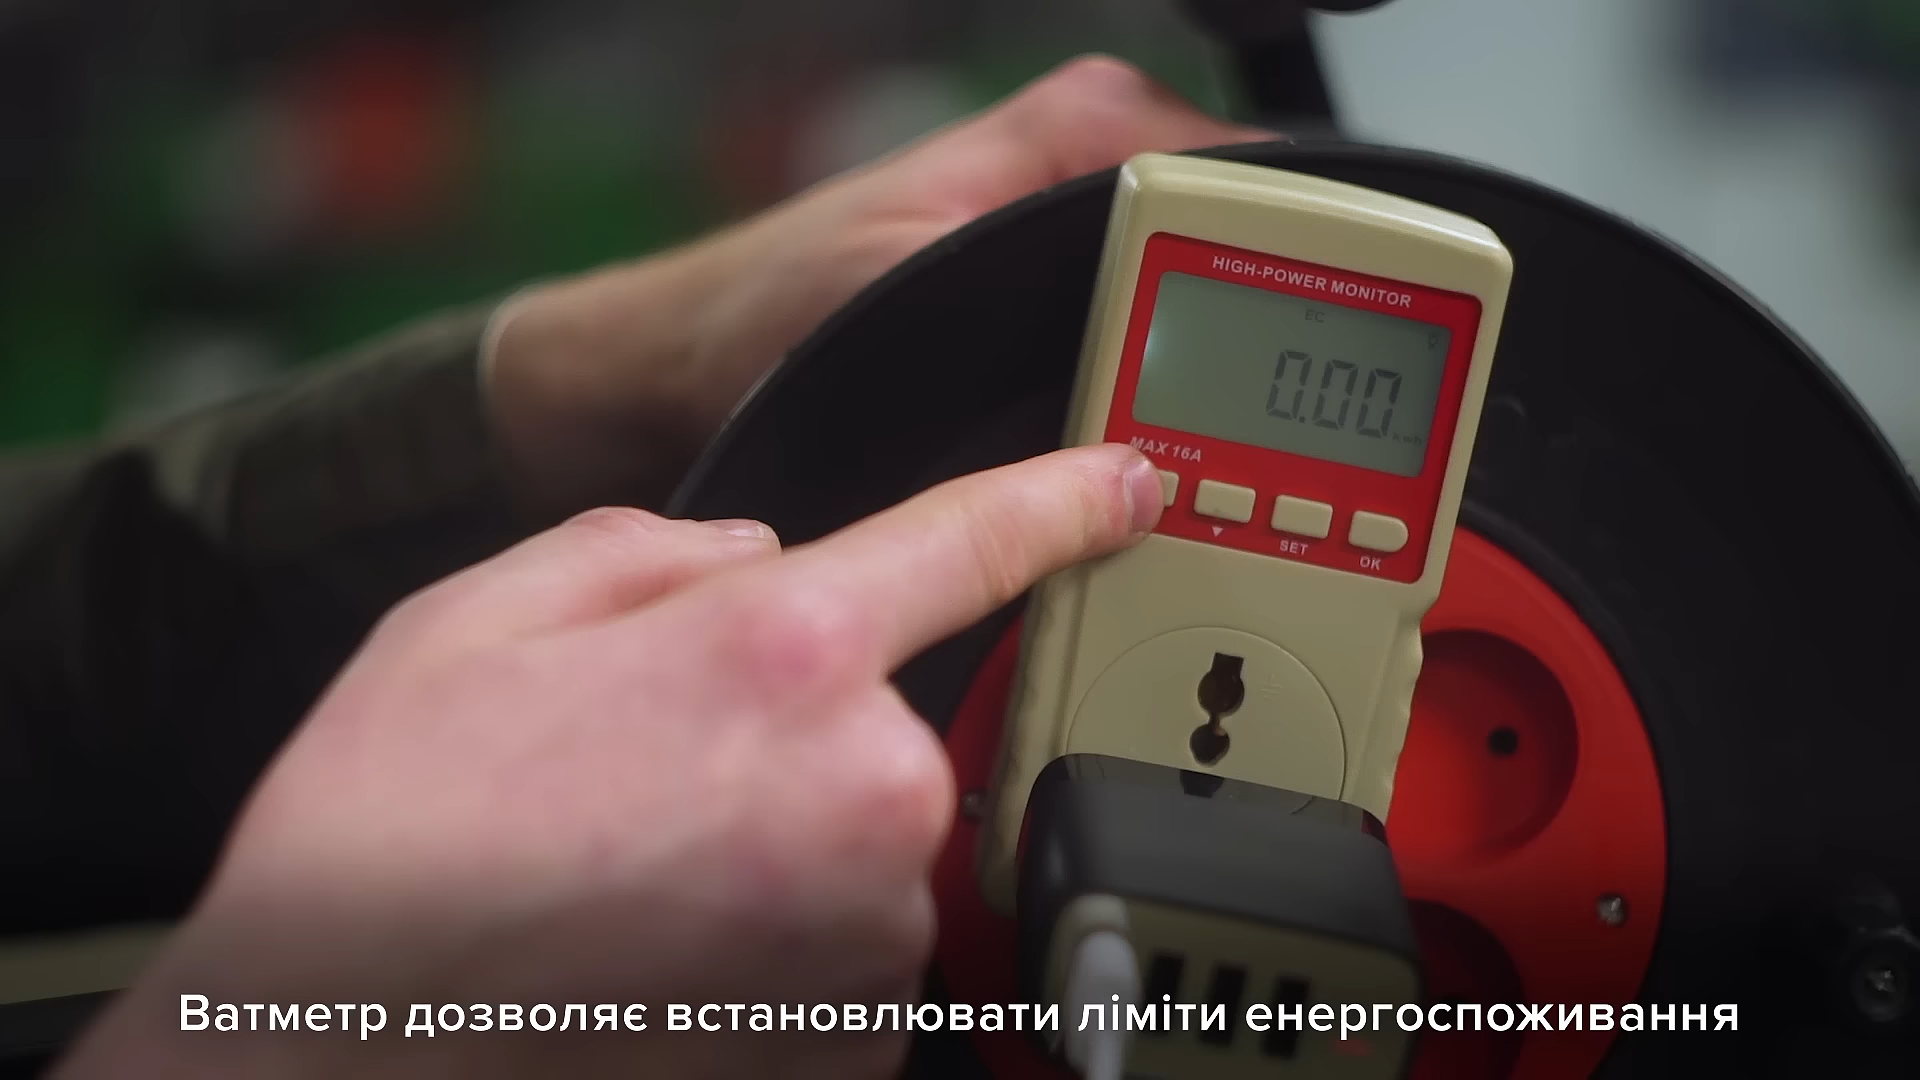 HIGH-POWER MONITOR
EC
0.00
kwh
MAX 16A
SET
OK
Ватметр дозволяє встановлювати ліміти енергоспоживання